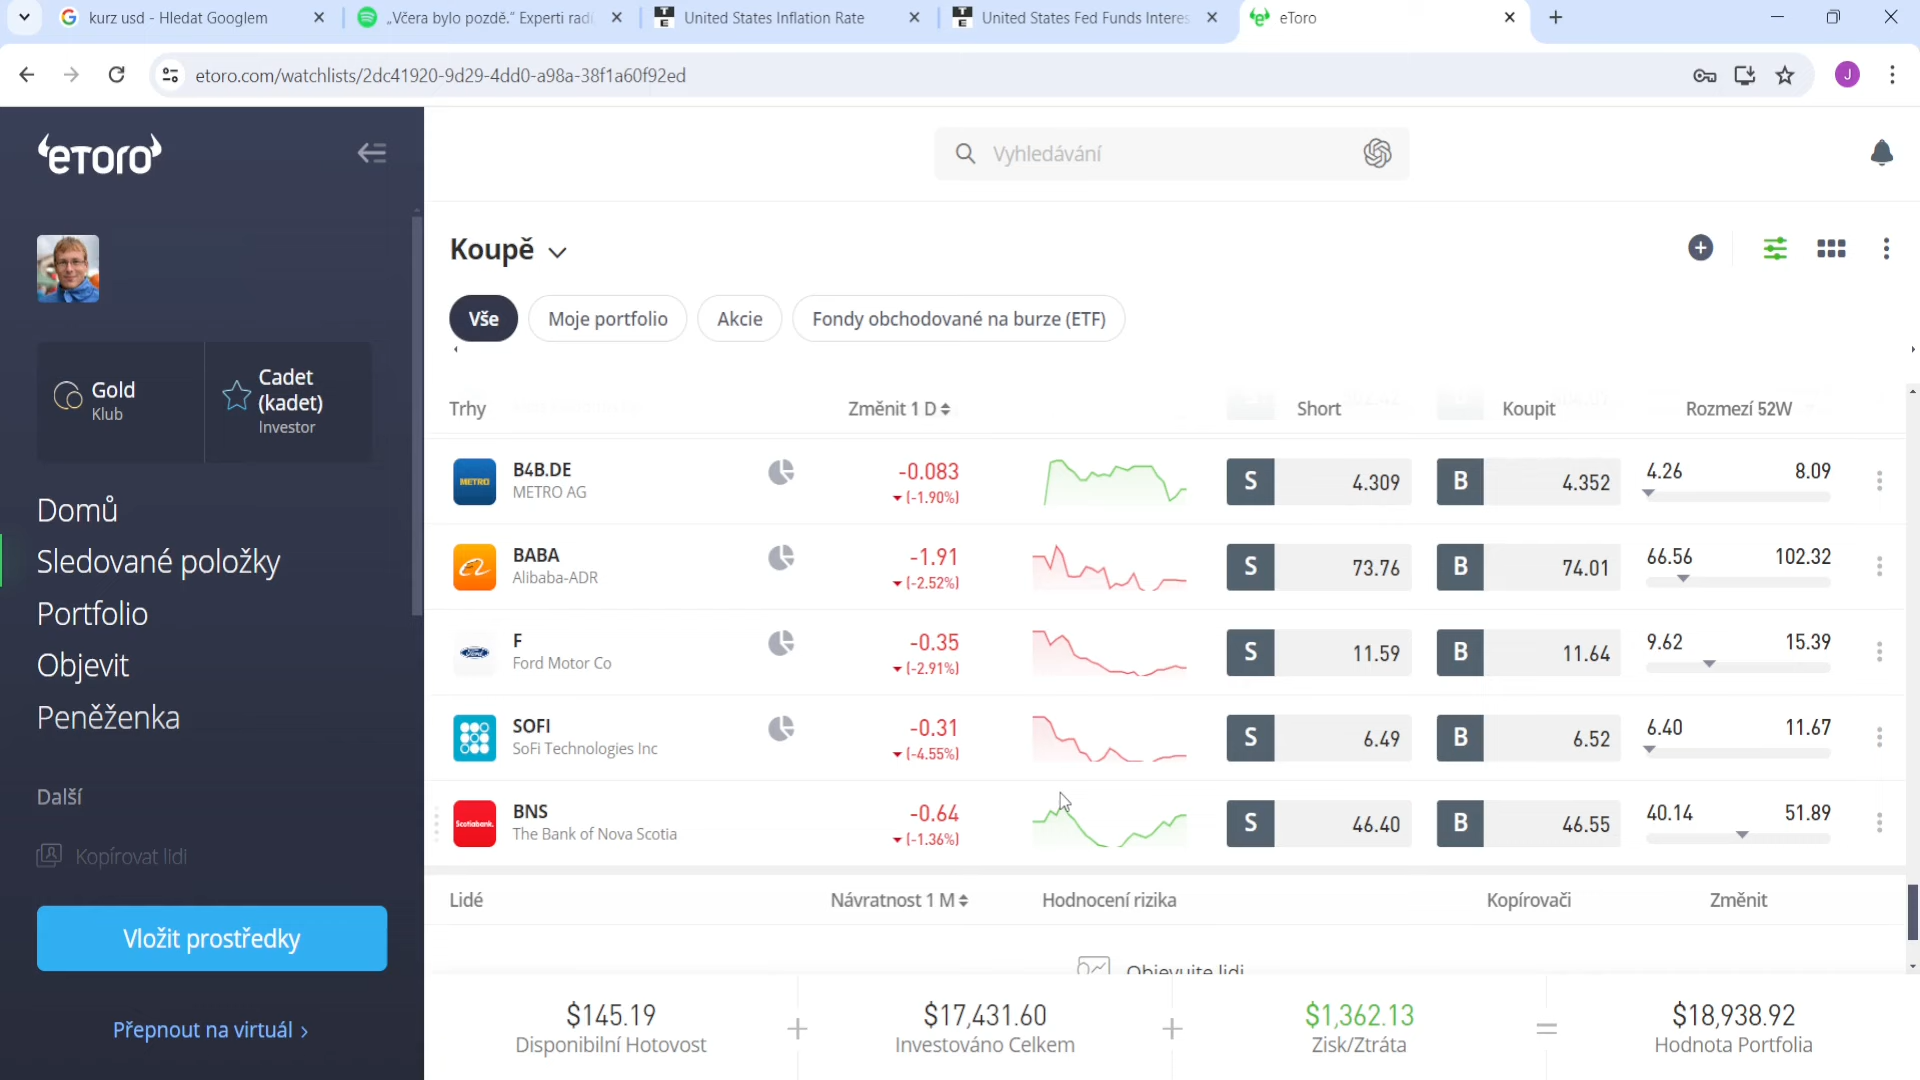 kurz usd - Hledat Googlem
„Včera bylo pozdě.“ Experti radi
United States Inflation Rate
United States Fed Funds Interes
eToro
etoro.com/watchlists/2dc41920-9d29-4dd0-a98a-38f1a60f92ed
J
eToro
Vyhledávání
Gold
Klub
Cadet
(kadet)
Investor
Domů
Sledované položky
Portfolio
Objevit
Peněženka
Další
Kopírovat lidi
Vložit prostředky
Přepnout na virtuál ›
Koupě
Vše
Moje portfolio
Akcie
Fondy obchodované na burze (ETF)
Trhy
Změnit 1 D
Short
Koupit
Rozmezí 52W
METRO
B4B.DE
METRO AG
-0.083
(-1.90%)
S 4.309
B 4.352
4.26 8.09
BABA
Alibaba-ADR
-1.91
(-2.52%)
S 73.76
B 74.01
66.56 102.32
Ford
F
Ford Motor Co
-0.35
(-2.91%)
S 11.59
B 11.64
9.62 15.39
SOFI
SoFi Technologies Inc
-0.31
(-4.55%)
S 6.49
B 6.52
6.40 11.67
Scotiabank.
BNS
The Bank of Nova Scotia
-0.64
(-1.36%)
S 46.40
B 46.55
40.14 51.89
Lidé
Návratnost 1 M
Hodnocení rizika
Kopírovači
Změnit
Objevujte lidi
$145.19
Disponibilní Hotovost
+
$17,431.60
Investováno Celkem
+
$1,362.13
Zisk/Ztráta
=
$18,938.92
Hodnota Portfolia